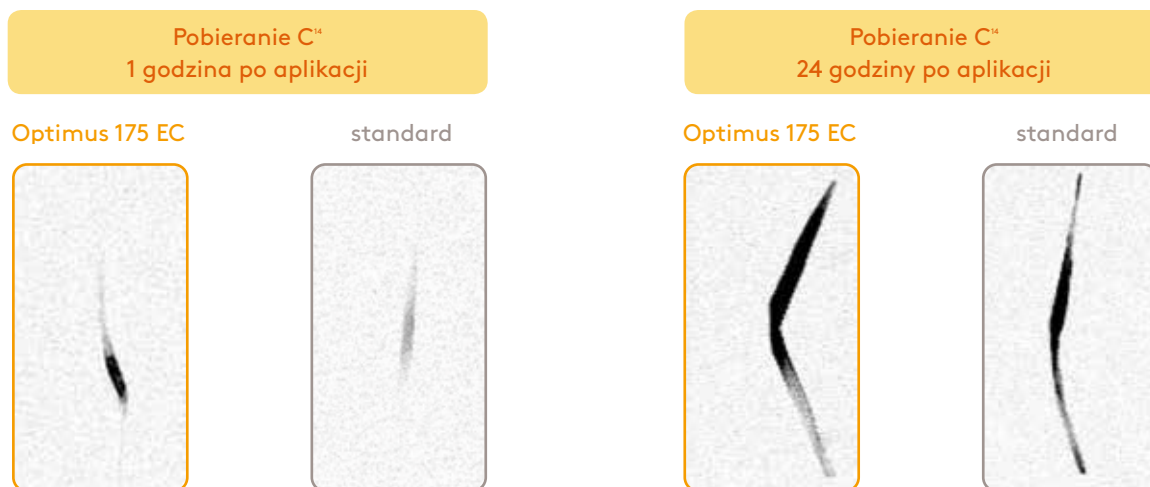 Pobieranie C¹⁴
1 godzina po aplikacji
Pobieranie C¹⁴
24 godziny po aplikacji
Optimus 175 EC
standard
Optimus 175 EC
standard